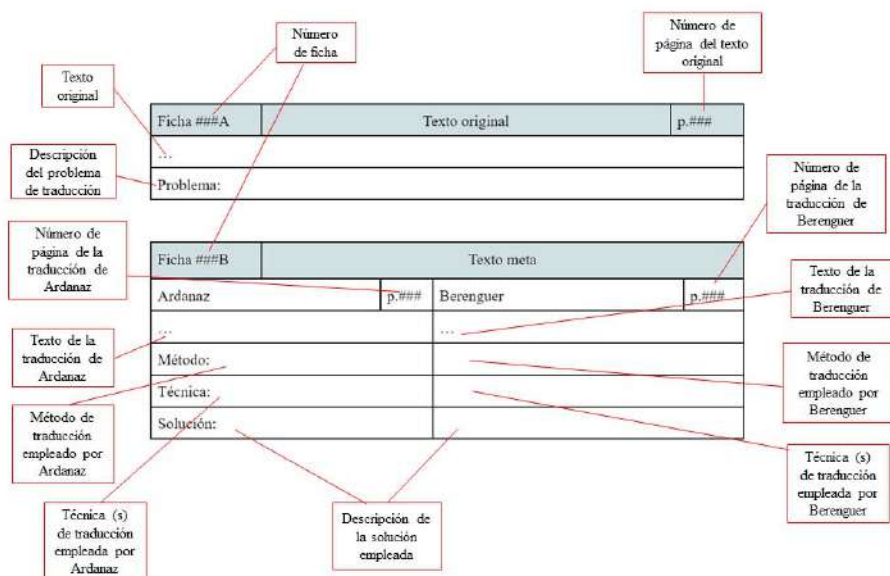 Número
de ficha
Número de
página del texto
original
Texto
original
Ficha ###A
Texto original
p.###
...
Descripción
del problema
de traducción
Problema:
Número de
página de la
traducción de
Berenguer
Número de
página de la
traducción de
Ardanaz
Ficha ###B
Texto meta
Ardanaz
p.###
Berenguer
p.###
Texto de la
traducción de
Berenguer
...
...
Texto de la
traducción de
Ardanaz
Método:
Método de
traducción
empleado por
Berenguer
Técnica:
Método de
traducción
empleado por
Ardanaz
Solución:
Técnica (s)
de traducción
empleada por
Berenguer
Técnica (s)
de traducción
empleada por
Ardanaz
Descripción de
la solución
empleada